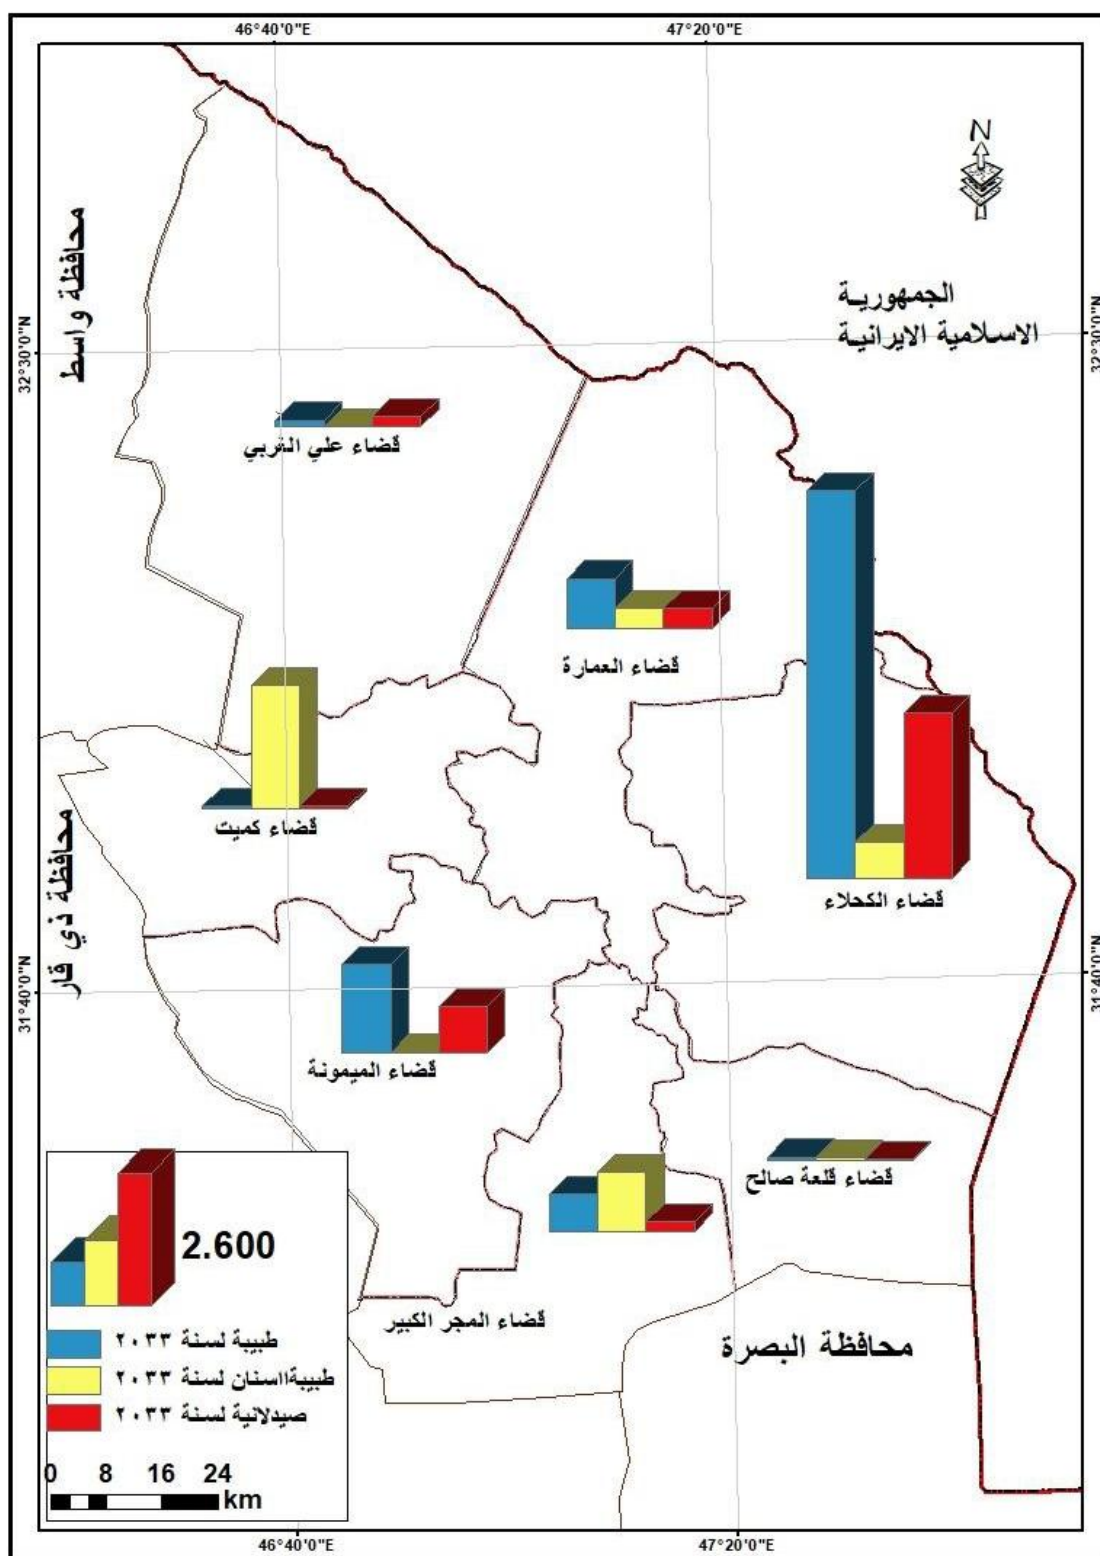 46°40'0"E
47°20'0"E
N
محافظة واسط
الجمهورية
الاسلامية الايرانية
32°30'0"N
32°30'0"N
قضاء علي الغربي
قضاء العمارة
قضاء كميت
قضاء الكحلاء
محافظة ذي قار
31°40'0"N
31°40'0"N
قضاء الميمونة
قضاء قلعة صالح
2.600
قضاء المجر الكبير
محافظة البصرة
طبيبة لسنة ٢٠٣٣
طبيبةاسنان لسنة ٢٠٣٣
صيدلانية لسنة ٢٠٣٣
0 8 16 24
km
46°40'0"E
47°20'0"E